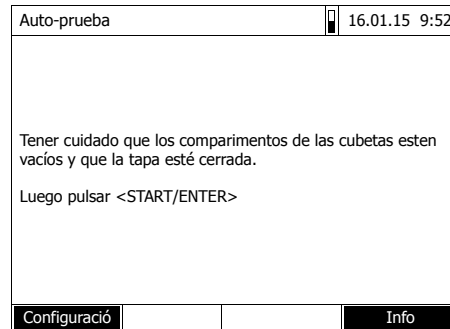 Auto-prueba 16.01.15 9:52
Tener cuidado que los comparimentos de las cubetas esten
vacíos y que la tapa esté cerrada.
Luego pulsar <START/ENTER>
Configuració Info